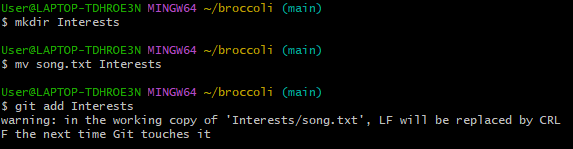 User@LAPTOP-TDHROE3N MINGW64 ~/broccoli (main)
$ mkdir Interests
User@LAPTOP-TDHROE3N MINGW64 ~/broccoli (main)
$ mv song.txt Interests
User@LAPTOP-TDHROE3N MINGW64 ~/broccoli (main)
$ git add Interests
warning: in the working copy of 'Interests/song.txt', LF will be replaced by CRL
F the next time Git touches it